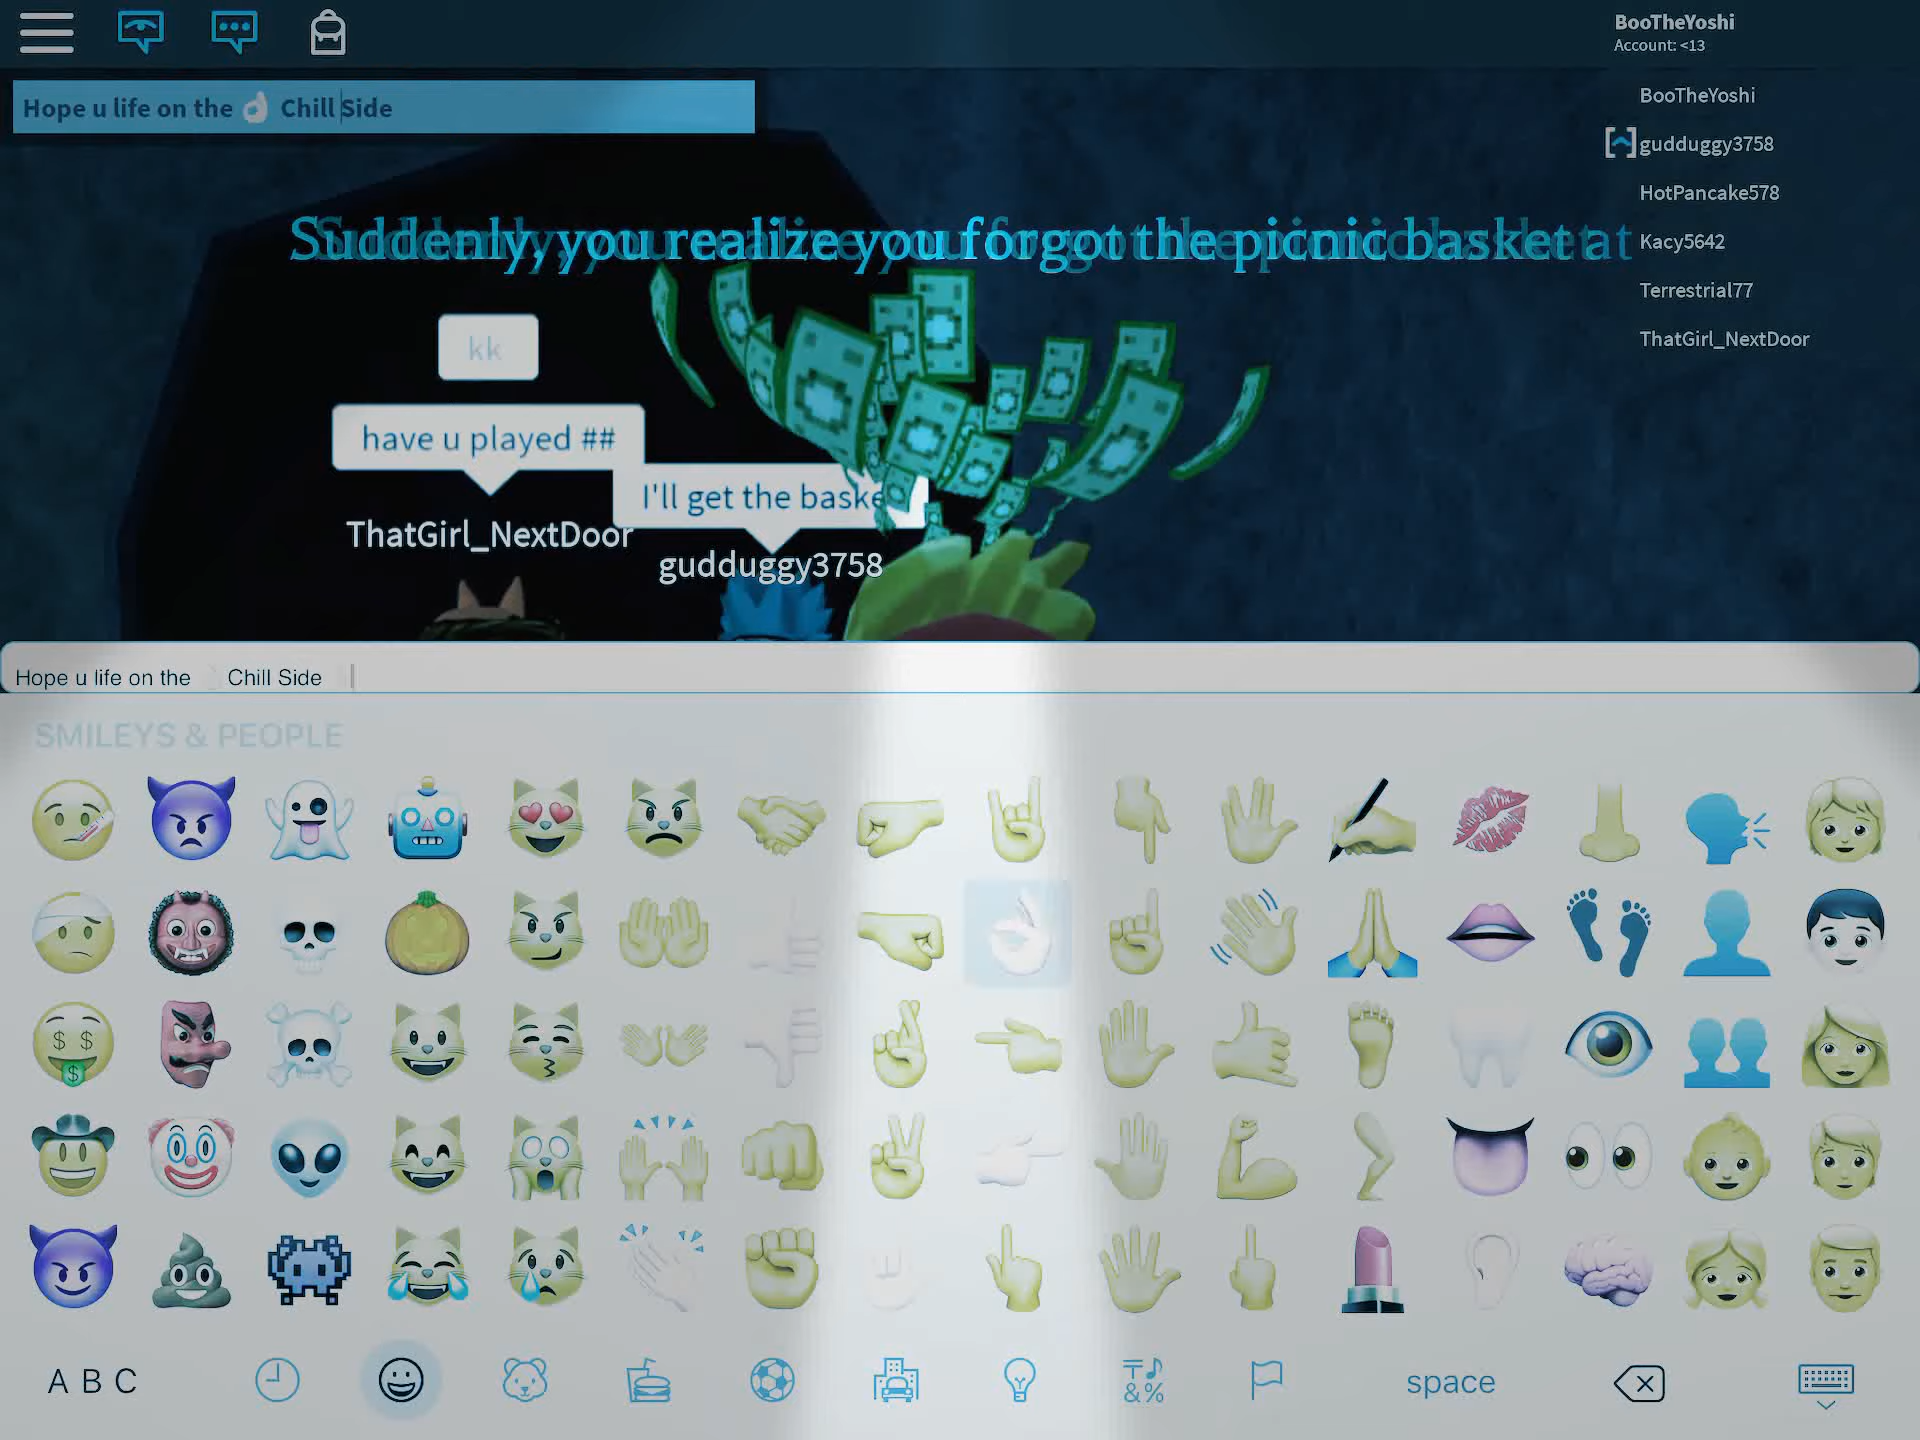 BooTheYoshi
Account: <13
Hope u life on the 👌 Chill Side
BooTheYoshi
gudduggy3758
HotPancake578
Kacy5642
Terrestrial77
ThatGirl_NextDoor
Suddenly, you realize you forgot the picnic basket at
kk
have u played ##
ThatGirl_NextDoor
I'll get the
gudduggy3758
Hope u life on the Chill Side
SMILEYS & PEOPLE
A B C
&%
space